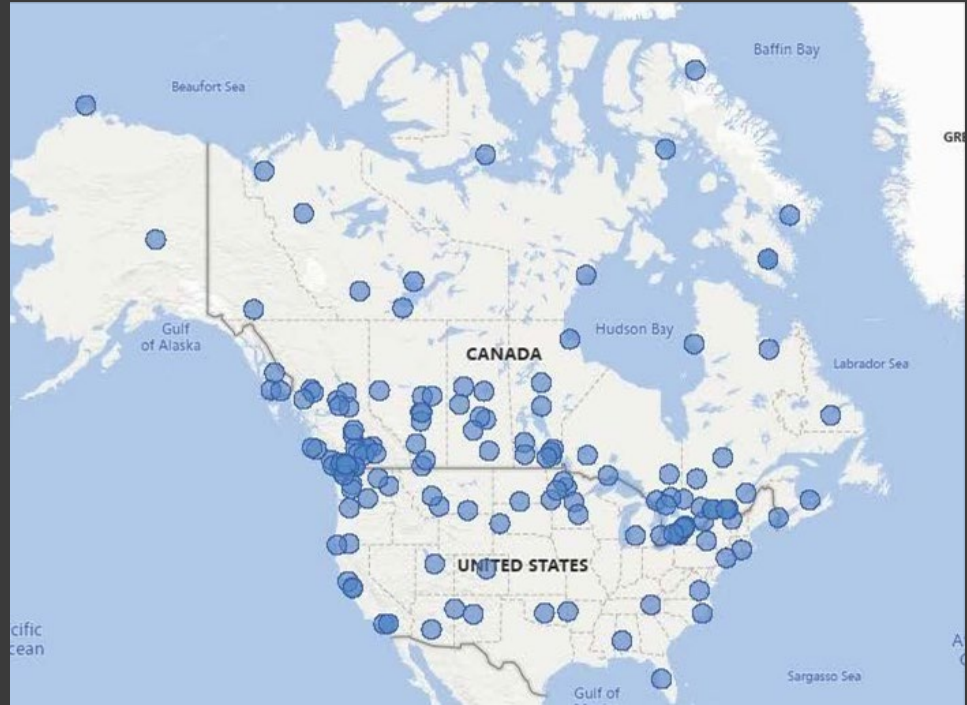 Baffin Bay
Beaufort Sea
GRE
Gulf
of Alaska
Hudson Bay
CANADA
Labrador Sea
UNITED STATES
cific
cean
Sargasso Sea
Gulf of